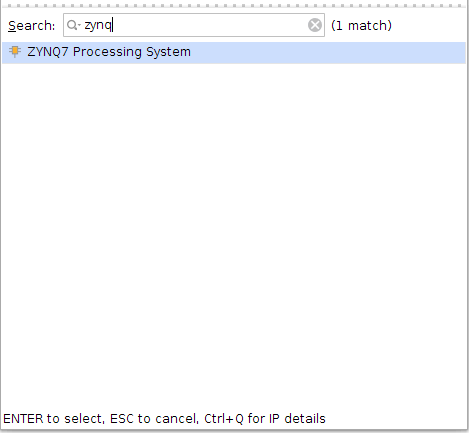 Search: zynq (1 match)
ZYNQ7 Processing System
ENTER to select, ESC to cancel, Ctrl+Q for IP details